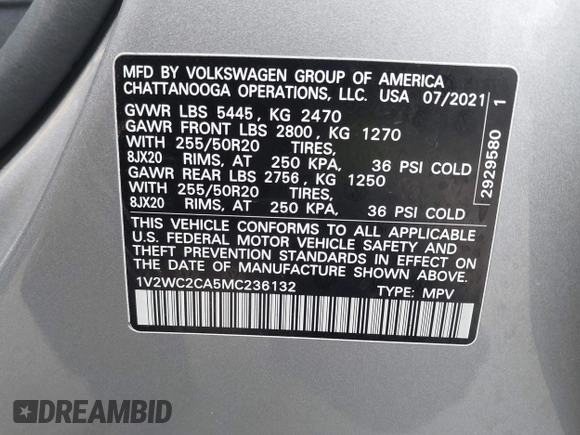 MFD BY VOLKSWAGEN GROUP OF AMERICA
CHATTANOOGA OPERATIONS, LLC. USA 07/2021
GVWR LBS 5445, KG 2470
GAWR FRONT LBS 2800, KG 1270
WITH 255/50R20 TIRES,
8JX20 RIMS, AT 250 KPA, 36 PSI COLD
GAWR REAR LBS 2756, KG 1250
WITH 255/50R20 TIRES,
8JX20 RIMS, AT 250 KPA, 36 PSI COLD
THIS VEHICLE CONFORMS TO ALL APPLICABLE
U.S. FEDERAL MOTOR VEHICLE SAFETY AND
THEFT PREVENTION STANDARDS IN EFFECT ON
THE DATE OF MANUFACTURE SHOWN ABOVE.
1V2WC2CA5MC236132 TYPE: MPV
2929580 1
DREAMBID